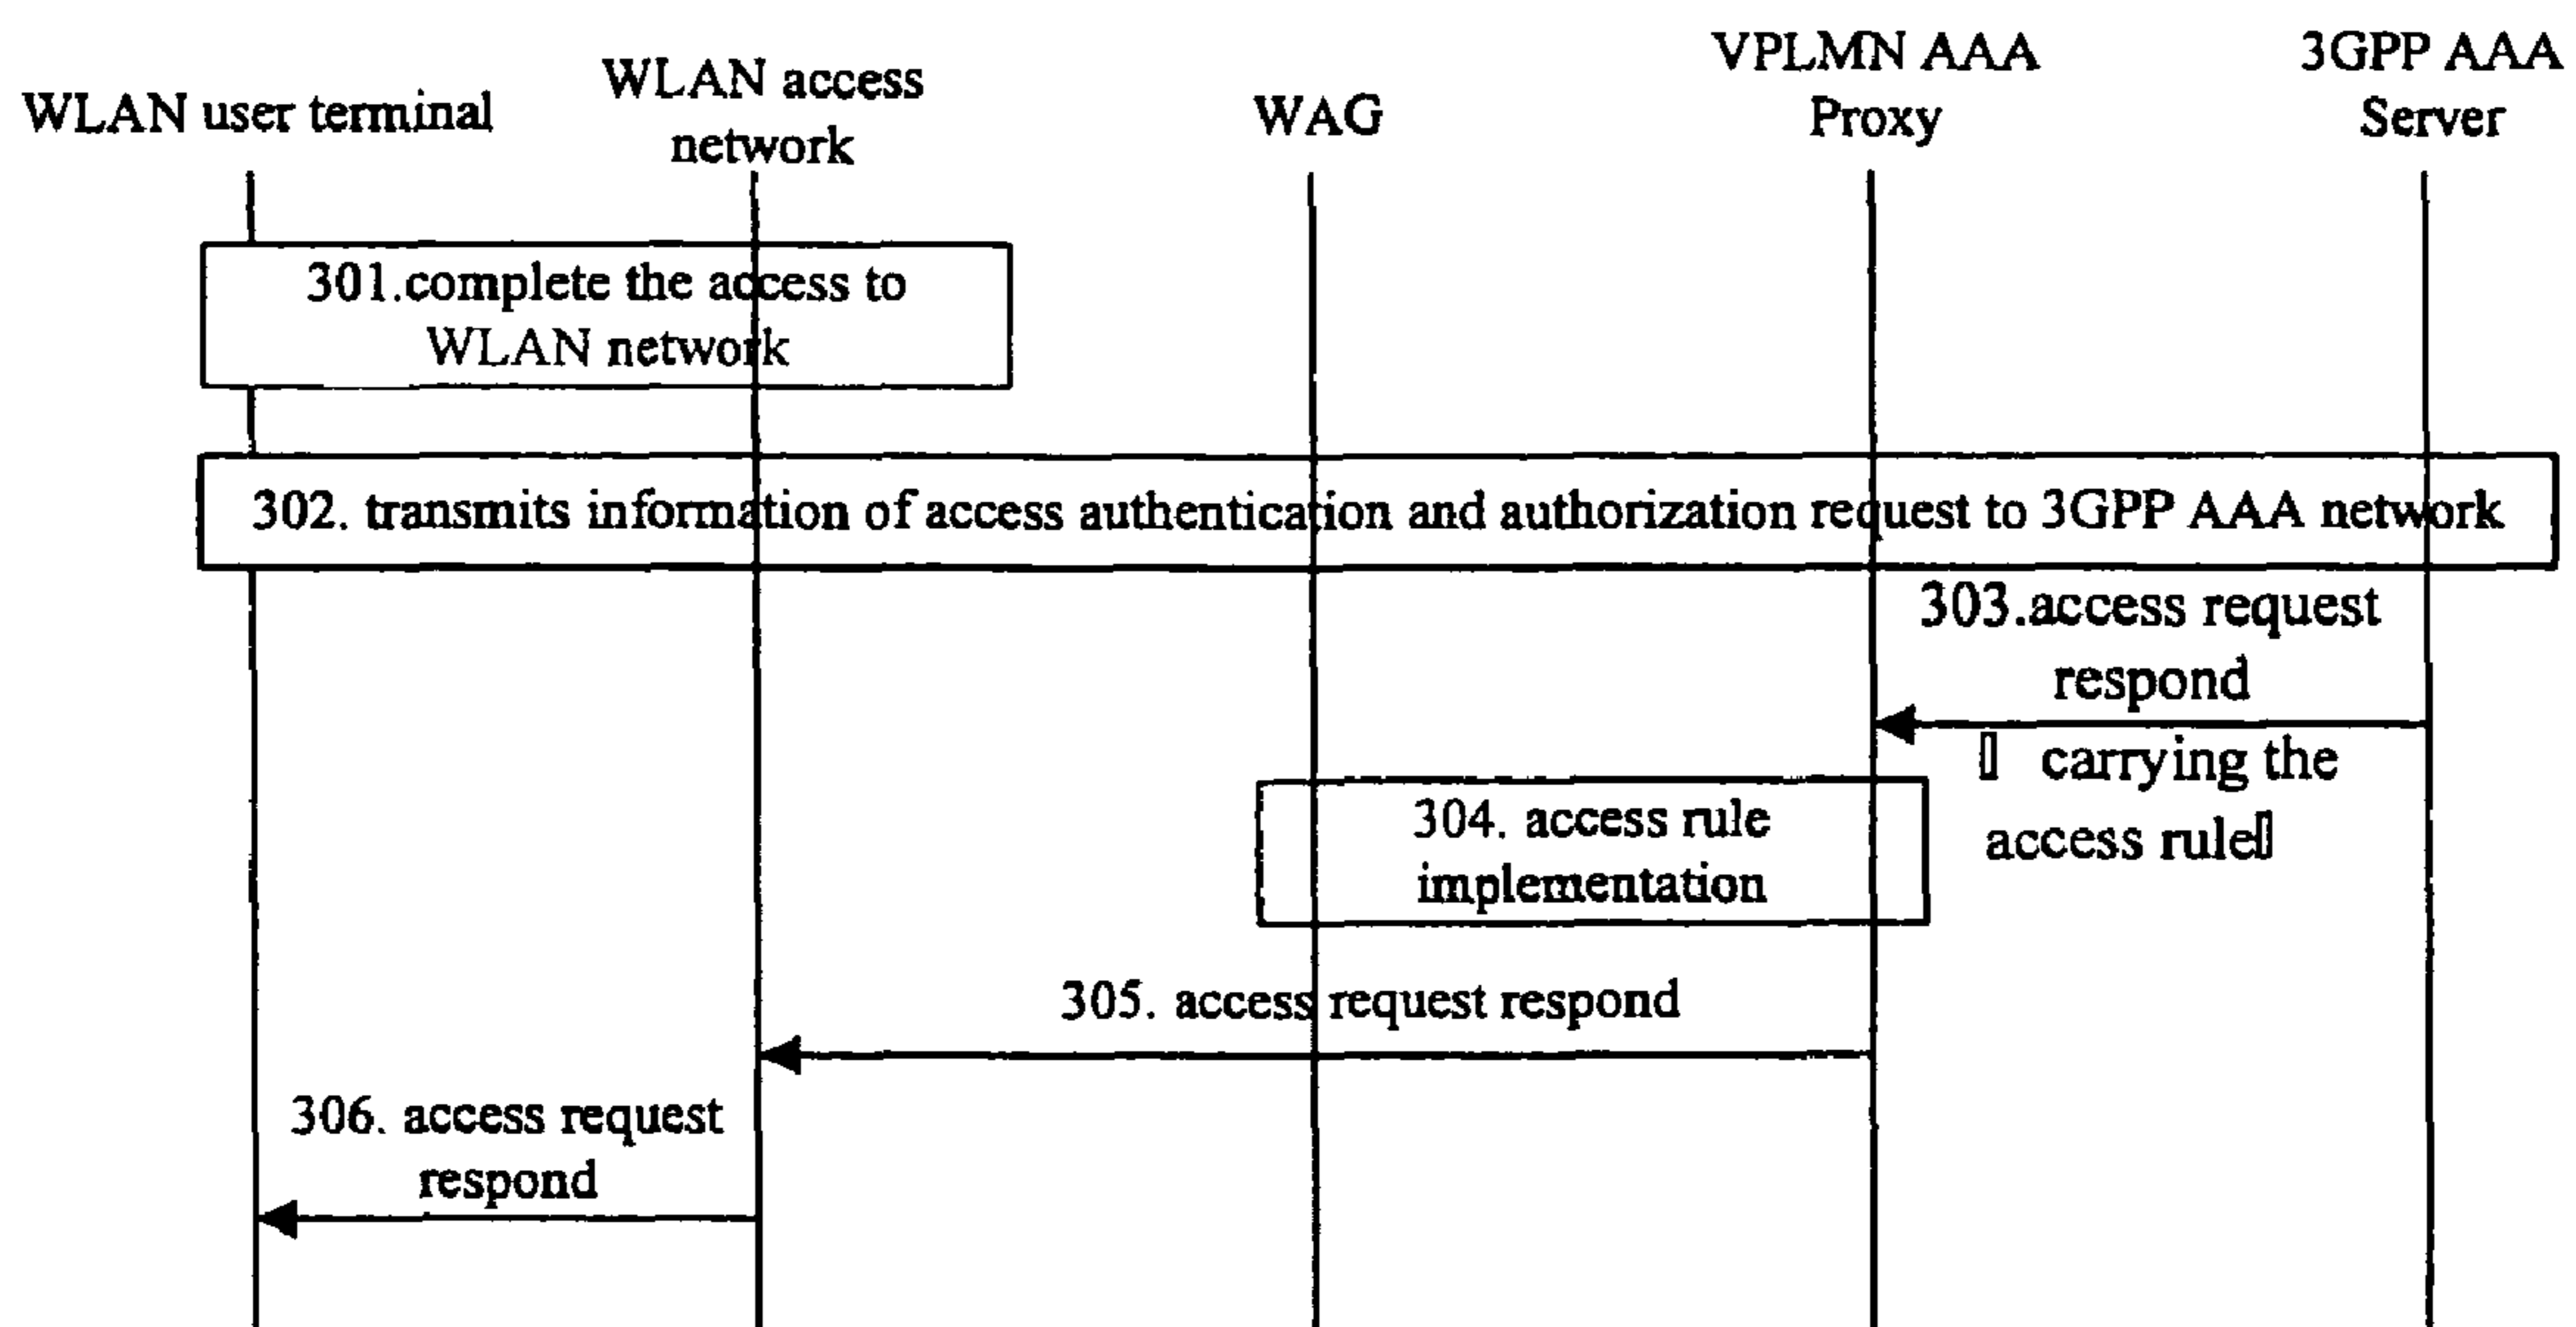 WLAN user terminal
WLAN access
network
WAG
VPLMN AAA
Proxy
3GPP AAA
Server
301.complete the access to
WLAN network
302. transmits information of access authentication and authorization request to 3GPP AAA network
303.access request
respond
carrying the
access rule
304. access rule
implementation
305. access request respond
306. access request
respond